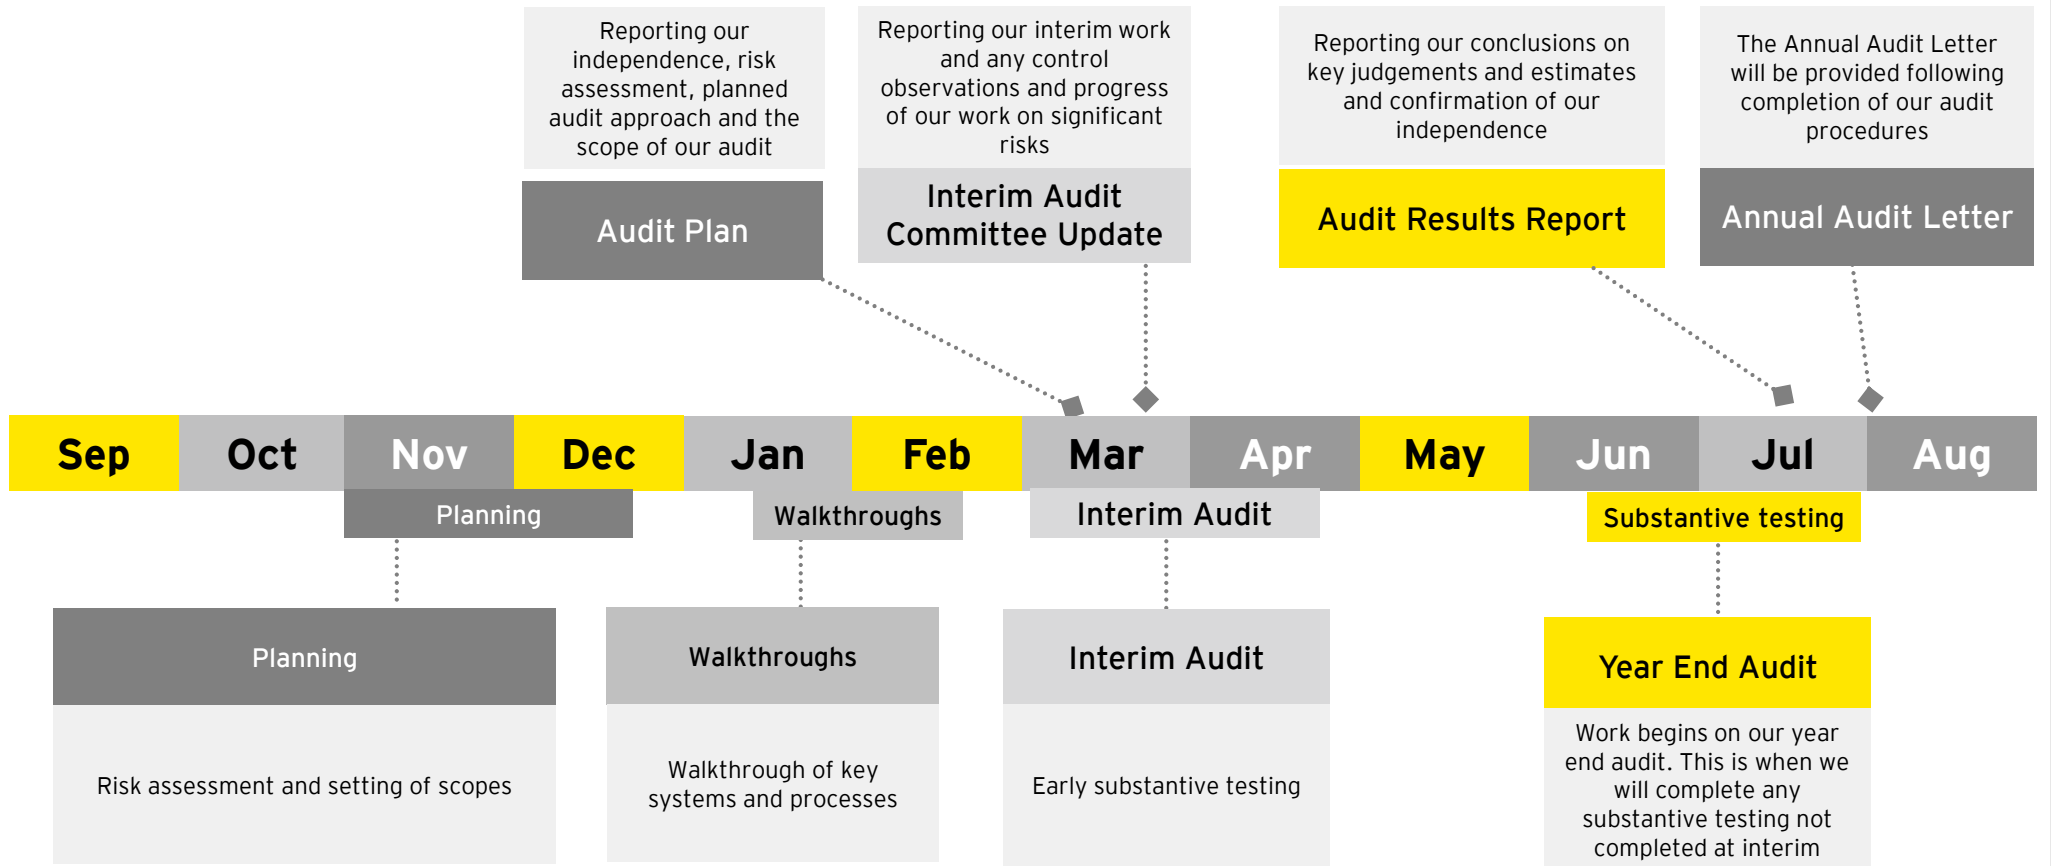 Reporting our
independence, risk
assessment, planned
audit approach and the
scope of our audit
Audit Plan
Reporting our interim work
and any control
observations and progress
of our work on significant
risks
Interim Audit
Committee Update
Reporting our conclusions on
key judgements and estimates
and confirmation of our
independence
Audit Results Report
The Annual Audit Letter
will be provided following
completion of our audit
procedures
Annual Audit Letter
Sep Oct Nov Dec Jan Feb Mar Apr May Jun Jul Aug
Planning
Walkthroughs
Interim Audit
Substantive testing
Planning
Risk assessment and setting of scopes
Walkthroughs
Walkthrough of key
systems and processes
Interim Audit
Early substantive testing
Year End Audit
Work begins on our year
end audit. This is when we
will complete any
substantive testing not
completed at interim